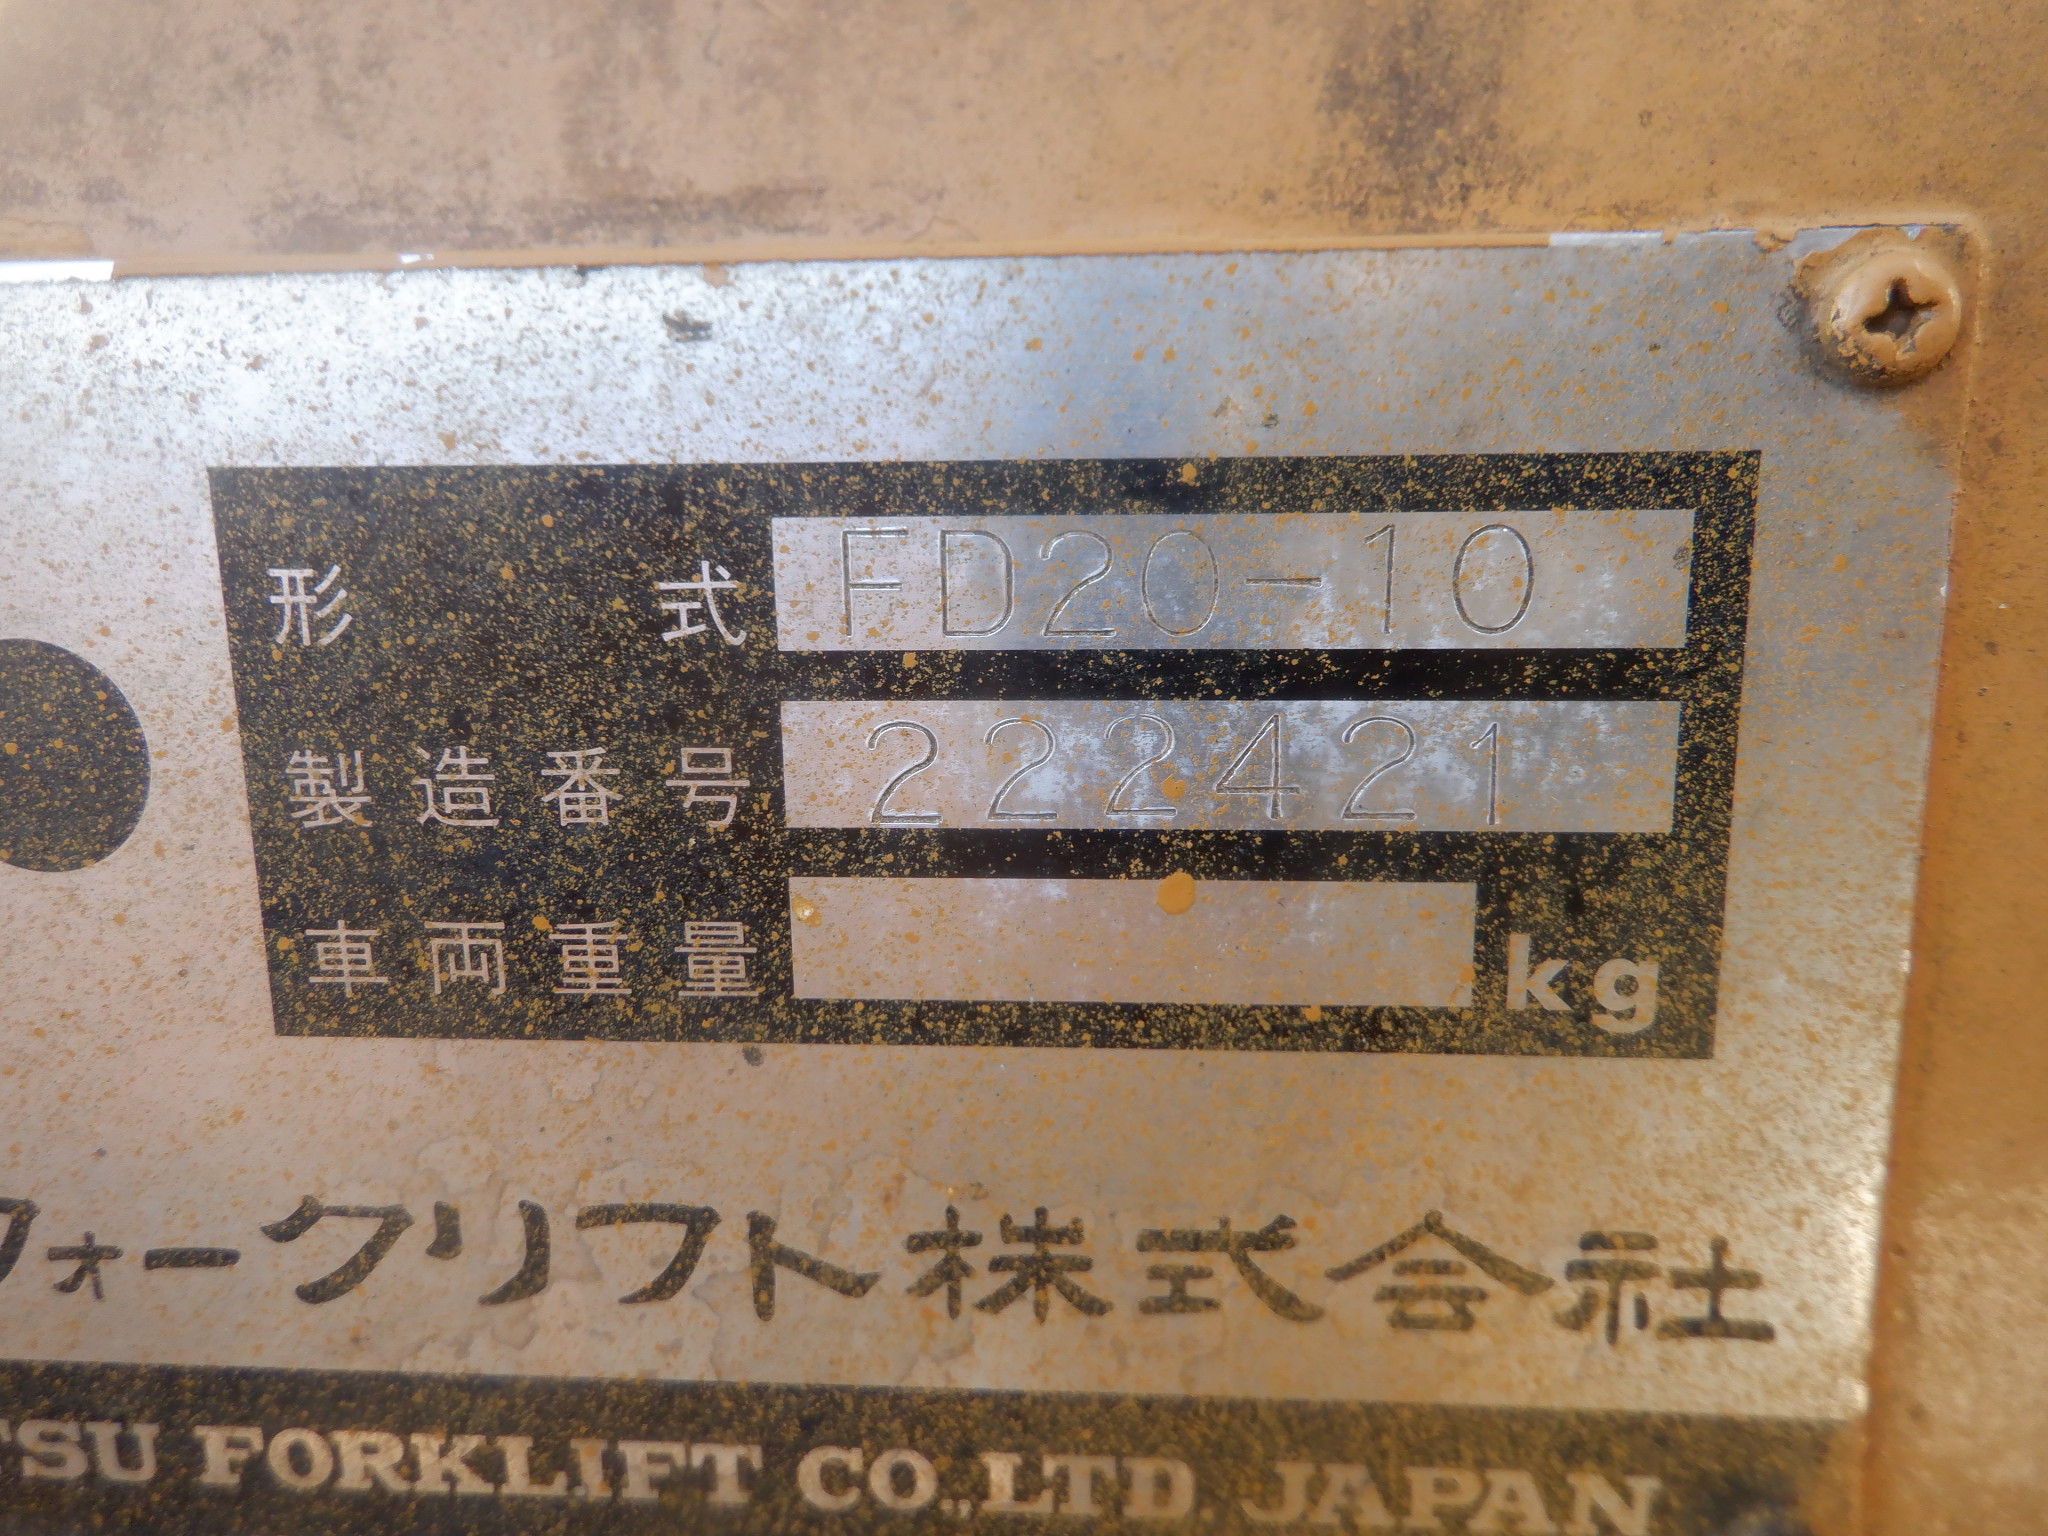 形式 FD20-10
製造番号 222421
車両重量 kg
フォークリフト株式会社
TSU FORKLIFT CO.,LTD. JAPAN